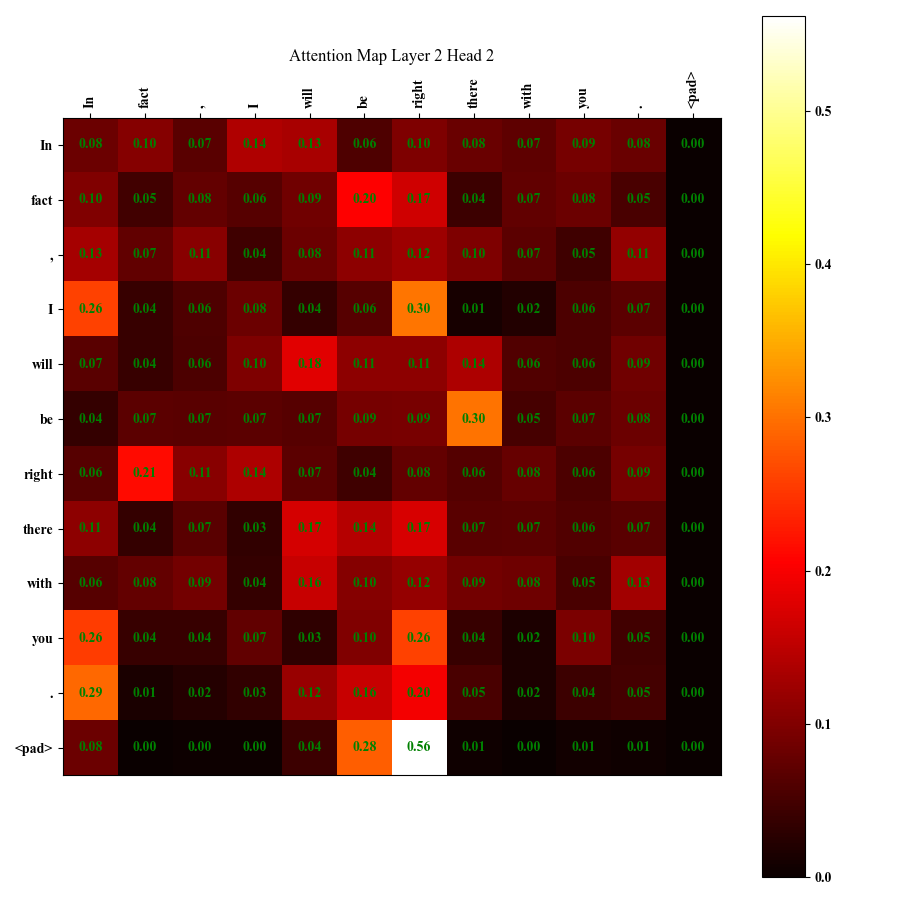 Attention Map Layer 2 Head 2
In fact , I will be right there with you . <pad>
In 0.08 0.10 0.07 0.14 0.13 0.06 0.10 0.08 0.07 0.09 0.08 0.00
fact 0.10 0.05 0.08 0.06 0.09 0.20 0.17 0.04 0.07 0.08 0.05 0.00
, 0.13 0.07 0.11 0.04 0.08 0.11 0.12 0.10 0.07 0.05 0.11 0.00
I 0.26 0.04 0.06 0.08 0.04 0.06 0.30 0.01 0.02 0.06 0.07 0.00
will 0.07 0.04 0.06 0.10 0.18 0.11 0.11 0.14 0.06 0.06 0.09 0.00
be 0.04 0.07 0.07 0.07 0.07 0.09 0.09 0.30 0.05 0.07 0.08 0.00
right 0.06 0.21 0.11 0.14 0.07 0.04 0.08 0.06 0.08 0.06 0.09 0.00
there 0.11 0.04 0.07 0.03 0.17 0.14 0.17 0.07 0.07 0.06 0.07 0.00
with 0.06 0.08 0.09 0.04 0.16 0.10 0.12 0.09 0.08 0.05 0.13 0.00
you 0.26 0.04 0.04 0.07 0.03 0.10 0.26 0.04 0.02 0.10 0.05 0.00
. 0.29 0.01 0.02 0.03 0.12 0.16 0.20 0.05 0.02 0.04 0.05 0.00
<pad> 0.08 0.00 0.00 0.00 0.04 0.28 0.56 0.01 0.00 0.01 0.01 0.00
0.5
0.4
0.3
0.2
0.1
0.0